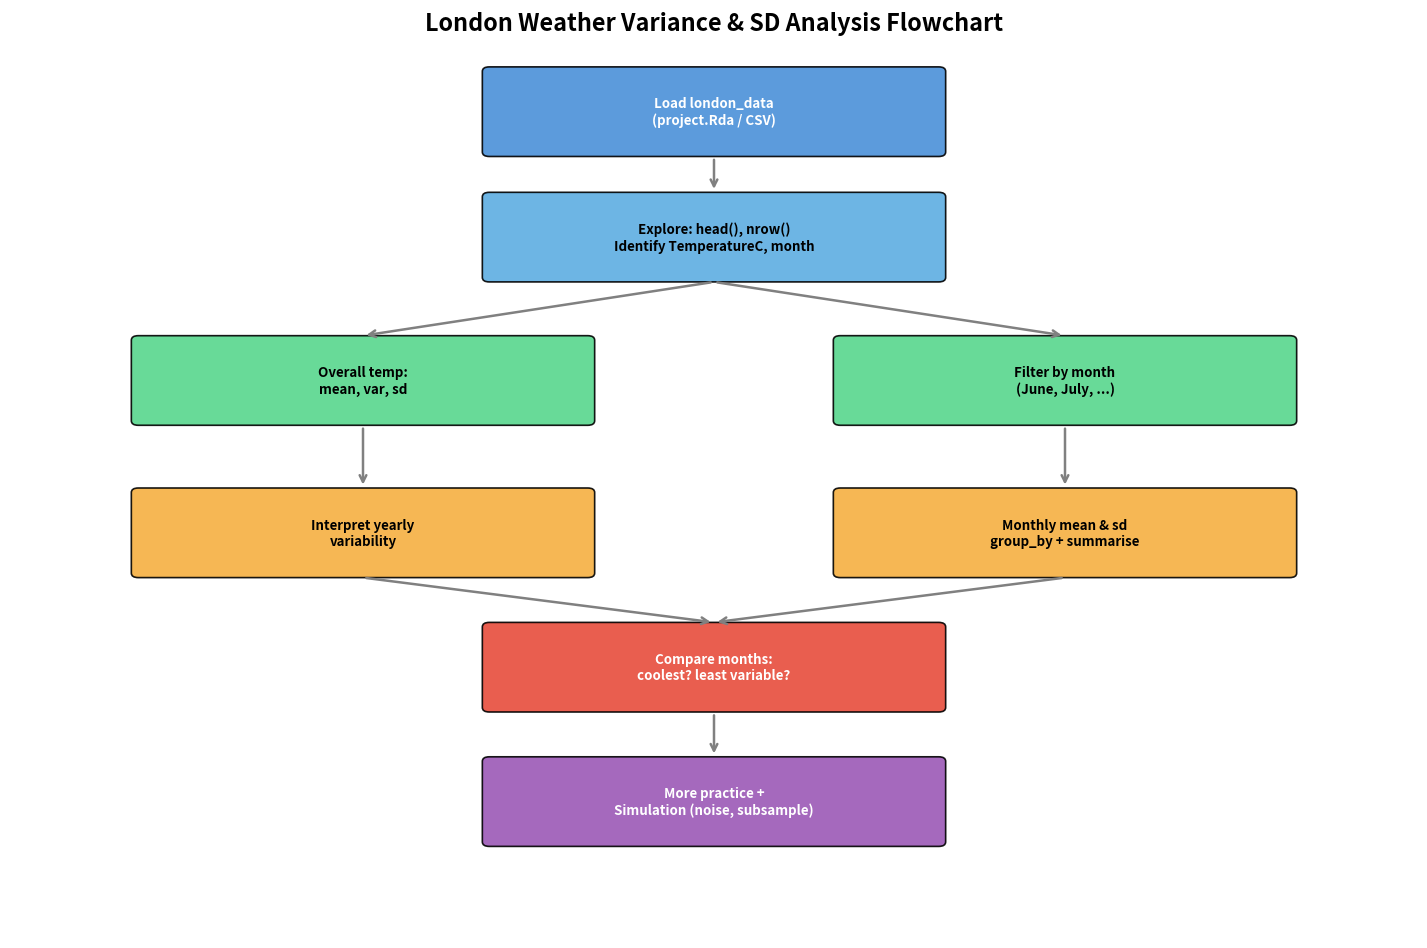 London Weather Variance & SD Analysis Flowchart
Load london_data
(project.Rda / CSV)
Explore: head(), nrow()
Identify TemperatureC, month
Overall temp:
mean, var, sd
Filter by month
(June, July, ...)
Interpret yearly
variability
Monthly mean & sd
group_by + summarise
Compare months:
coolest? least variable?
More practice +
Simulation (noise, subsample)